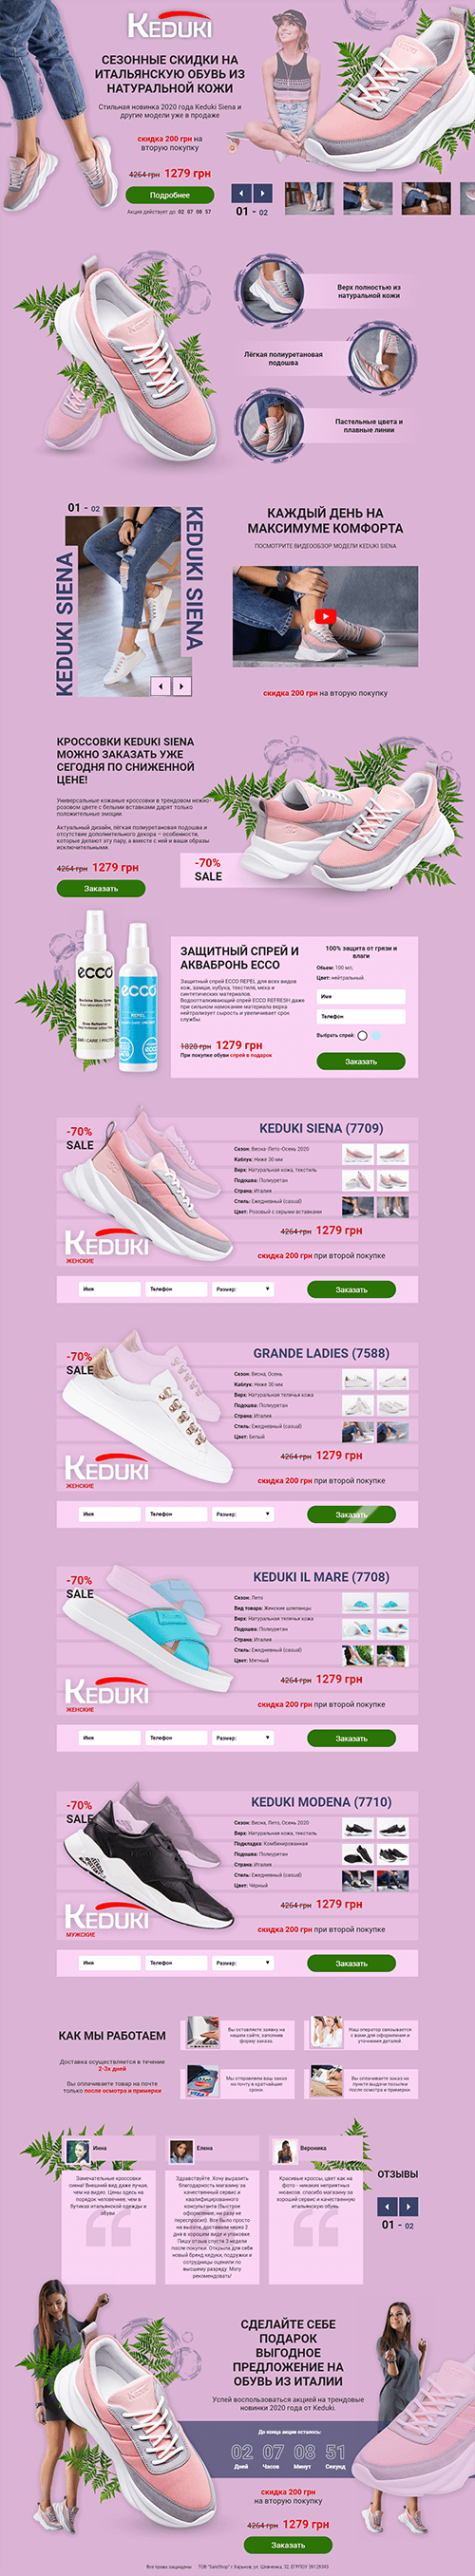 KEDUKI
СЕЗОННЫЕ СКИДКИ НА
ИТАЛЬЯНСКУЮ ОБУВЬ ИЗ
НАТУРАЛЬНОЙ КОЖИ
Стильная новинка 2020 года Keduki Siena и
другие модели уже в продаже
скидка 200 грн на
вторую покупку
4264 грн 1279 грн
Подробнее
Акция действует до: 02 07 08 57
01 - 02
Верх полностью из
натуральной кожи
Лёгкая полиуретановая
подошва
Пастельные цвета и
плавные линии
01 - 02
KEDUKI SIENA
KEDUKI SIENA
КАЖДЫЙ ДЕНЬ НА
МАКСИМУМЕ КОМФОРТА
ПОСМОТРИТЕ ВИДЕООБЗОР МОДЕЛИ KEDUKI SIENA
скидка 200 грн на вторую покупку
КРОССОВКИ KEDUKI SIENA
МОЖНО ЗАКАЗАТЬ УЖЕ
СЕГОДНЯ ПО СНИЖЕННОЙ
ЦЕНЕ!
Универсальные кожаные кроссовки в трендовом нежно-
розовом цвете с белыми вставками дарят только
положительные эмоции.
Актуальный дизайн, лёгкая полиуретановая подошва и
отсутствие дополнительного декора – особенности,
которые делают эту пару, а вместе с ней и ваши образы
исключительными.
4264 грн 1279 грн
Заказать
-70%
SALE
ecco
ecco
REPEL
ЗАЩИТНЫЙ СПРЕЙ И
АКВАБРОНЬ ECCO
Защитный спрей ECCO REPEL для всех видов
кож, замши, нубука, текстиля, меха и
синтетических материалов.
Водоотталкивающий спрей ECCO REFRESH даже
при сильном намокании материала верха
нейтрализует сырость и увеличивает срок
службы.
1828 грн 1279 грн
При покупке обуви спрей в подарок
100% защита от грязи и
влаги
Объем: 100 мл,
Цвет: нейтральный
Имя
Телефон
Выбрать спрей:
Заказать
-70%
SALE
KEDUKI
ЖЕНСКИЕ
KEDUKI SIENA (7709)
Сезон: Весна-Лето-Осень 2020
Каблук: Ниже 30 мм
Верх: Натуральная кожа, текстиль
Подошва: Полиуретан
Страна: Италия
Стиль: Ежедневный (casual)
Цвет: Розовый с серыми вставками
4264 грн 1279 грн
скидка 200 грн при второй покупке
Имя Телефон Размер: Заказать
-70%
SALE
KEDUKI
ЖЕНСКИЕ
GRANDE LADIES (7588)
Сезон: Весна, Осень
Каблук: Ниже 30 мм
Верх: Натуральная телячья кожа
Подошва: Полиуретан
Страна: Италия
Стиль: Ежедневный (casual)
Цвет: Белый
4264 грн 1279 грн
скидка 200 грн при второй покупке
Имя Телефон Размер: Заказать
-70%
SALE
KEDUKI
ЖЕНСКИЕ
KEDUKI IL MARE (7708)
Сезон: Лето
Вид товара: Женские шлепанцы
Верх: Натуральная телячья кожа
Подошва: Полиуретан
Страна: Италия
Стиль: Ежедневный (casual)
Цвет: Мятный
4264 грн 1279 грн
скидка 200 грн при второй покупке
Имя Телефон Размер: Заказать
-70%
SALE
KEDUKI
МУЖСКИЕ
KEDUKI MODENA (7710)
Сезон: Весна, Лето, Осень 2020
Верх: Натуральная кожа, текстиль
Подкладка: Комбинированная
Подошва: Полиуретан
Страна: Италия
Стиль: Ежедневный (casual)
Цвет: Черный
4264 грн 1279 грн
скидка 200 грн при второй покупке
Имя Телефон Размер: Заказать
КАК МЫ РАБОТАЕМ
Доставка осуществляется в течение
2-3х дней
Вы оплачиваете товар на почте
только после осмотра и примерки
Вы оставляете заявку на
нашем сайте, заполнив
форму заказа.
Наш оператор связывается
с вами для оформления и
уточнения деталей.
Мы отправляем ваш заказ
на почту в кратчайшие
сроки.
Вы оплачиваете заказ на
пункте выдачи посылки
после осмотра и примерки.
Инна
Замечательные кроссовки
сиена! Внешний вид даже лучше,
чем на видео. Цены здесь на
порядок человечнее, чем в
бутиках итальянской одежды и
обуви
Елена
Здравствуйте. Хочу выразить
благодарность магазину за
качественный сервис и
квалифицированного
консультанта (быстрое
оформление, ни разу не
переспросил). Все было просто
на высоте, доставили через 2
дня в хорошем виде и упаковке.
Пишу отзыв спустя 3 недели
после покупки. Открыла для себя
новый бренд кедуки, подружки и
сотрудницы оценили по
высшему разряду. Могу
рекомендовать!
Вероника
Красивые кроссы, цвет как на
фото - никаких неприятных
нюансов. спасибо магазину за
хороший сервис и качественную
итальянскую обувь.
ОТЗЫВЫ
01 - 02
СДЕЛАЙТЕ СЕБЕ
ПОДАРОК
ВЫГОДНОЕ
ПРЕДЛОЖЕНИЕ НА
ОБУВЬ ИЗ ИТАЛИИ
Успей воспользоваться акцией на трендовые
новинки 2020 года от Keduki.
До конца акции осталось:
02 07 08 51
Дней Часов Минут Секунд
скидка 200 грн
на вторую покупку
4264 грн 1279 грн
Заказать
Все права защищены ТОВ "SaleShop" г.Харьков, ул. Шевченка, 32, ЕГРПОУ 39129343